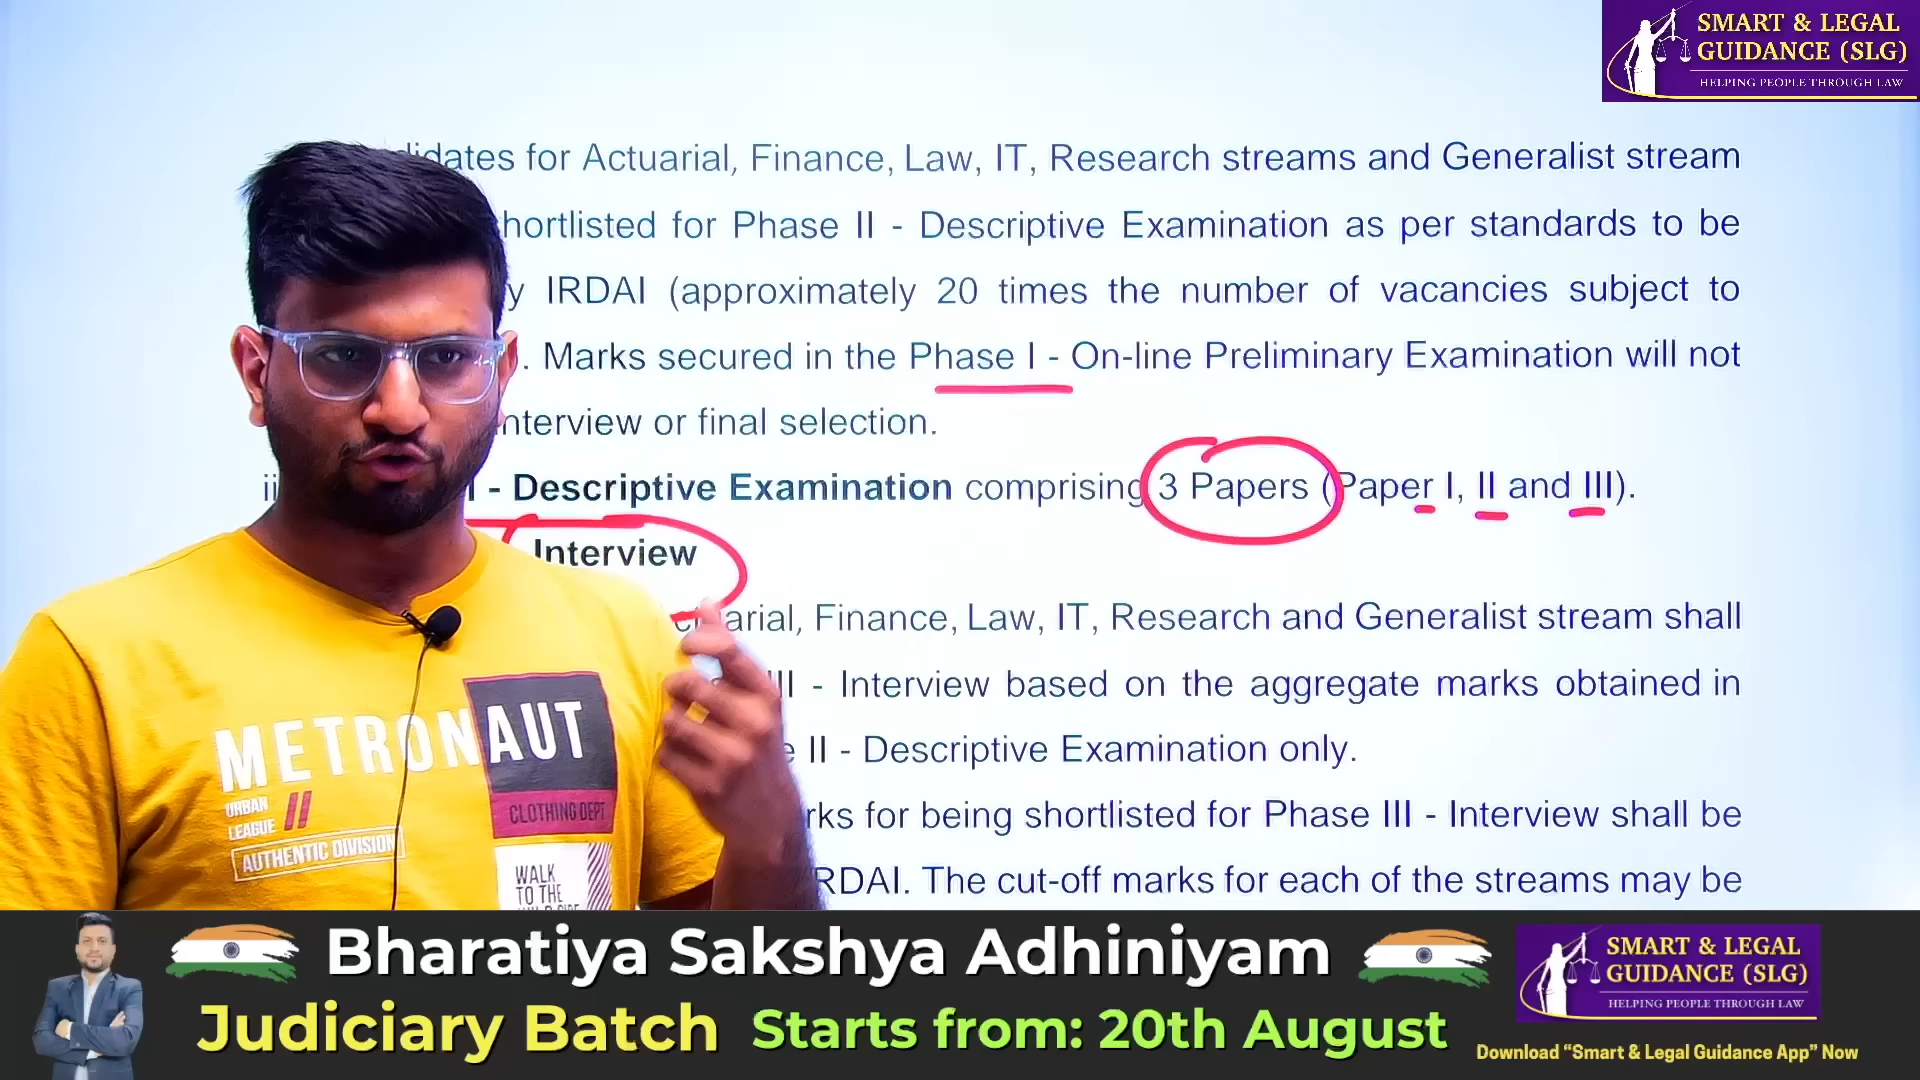 SMART & LEGAL
GUIDANCE (SLG)
HELPING PEOPLE THROUGH LAW
for Actuarial, Finance, Law, IT, Research streams and Generalist stream
for Phase II - Descriptive Examination as per standards to be
IRDAI (approximately 20 times the number of vacancies subject to
. Marks secured in the Phase I - On-line Preliminary Examination will not
or final selection.
- Descriptive Examination comprising 3 Papers (Paper I, II and III).
Interview
Finance, Law, IT, Research and Generalist stream shall
III - Interview based on the aggregate marks obtained in
II - Descriptive Examination only.
for being shortlisted for Phase III - Interview shall be
RDAI. The cut-off marks for each of the streams may be
METRONAUT
URBAN
LEAGUE
AUTHENTIC DIVISION
CLOTHING DEPT
WALK
TO THE
Bharatiya Sakshya Adhiniyam
Judiciary Batch Starts from: 20th August
SMART & LEGAL
GUIDANCE (SLG)
HELPING PEOPLE THROUGH LAW
Download “Smart & Legal Guidance App” Now